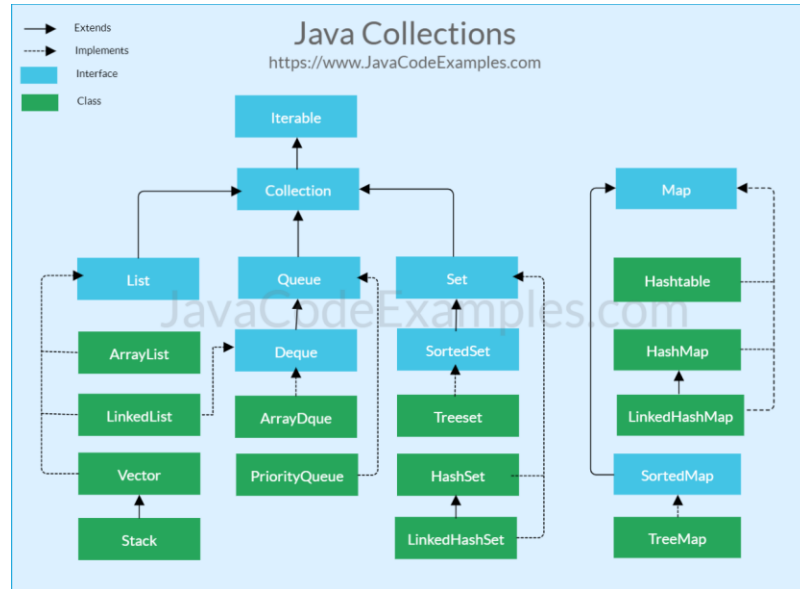 Extends
Implements
Interface
Class
Java Collections
https://www.JavaCodeExamples.com
Iterable
Collection
Map
List
Queue
Set
Hashtable
JavaCodeExamples.com
ArrayList
Deque
SortedSet
HashMap
LinkedList
ArrayDque
Treeset
LinkedHashMap
Vector
PriorityQueue
HashSet
SortedMap
Stack
LinkedHashSet
TreeMap